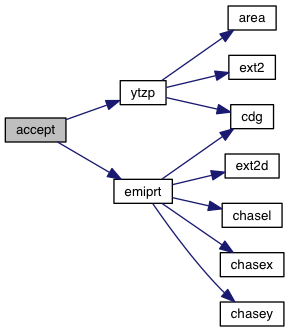 area
ext2
ytzp
cdg
accept
ext2d
emiprt
chasel
chasex
chasey